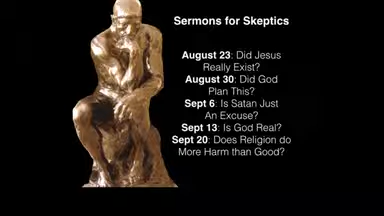 Sermons for Skeptics
August 23: Did Jesus
Really Exist?
August 30: Did God
Plan This?
Sept 6: Is Satan Just
An Excuse?
Sept 13: Is God Real?
Sept 20: Does Religion do
More Harm than Good?